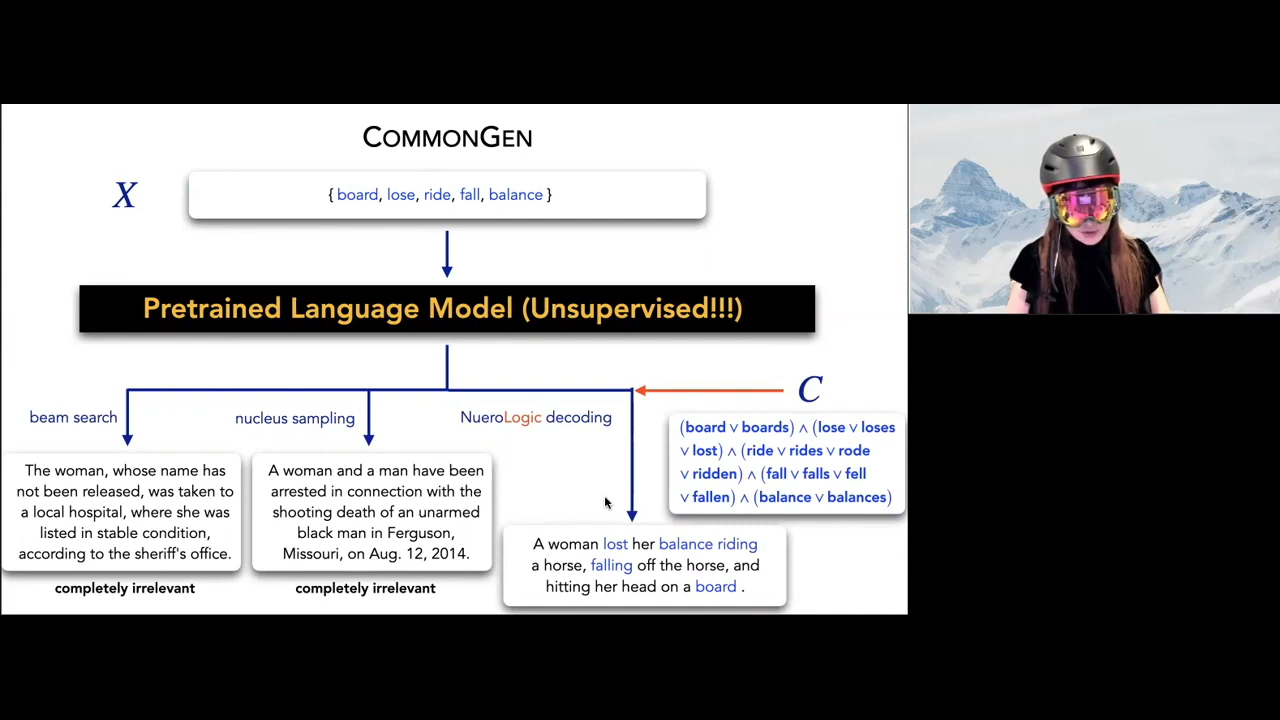 COMMONGEN
X
{ board, lose, ride, fall, balance }
Pretrained Language Model (Unsupervised!!!)
C
beam search
nucleus sampling
NueroLogic decoding
(board ∨ boards) ∧ (lose ∨ loses
∨ lost) ∧ (ride ∨ rides ∨ rode
∨ ridden) ∧ (fall ∨ falls ∨ fell
∨ fallen) ∧ (balance ∨ balances)
The woman, whose name has
not been released, was taken to
a local hospital, where she was
listed in stable condition,
according to the sheriff's office.
completely irrelevant
A woman and a man have been
arrested in connection with the
shooting death of an unarmed
black man in Ferguson,
Missouri, on Aug. 12, 2014.
completely irrelevant
A woman lost her balance riding
a horse, falling off the horse, and
hitting her head on a board .